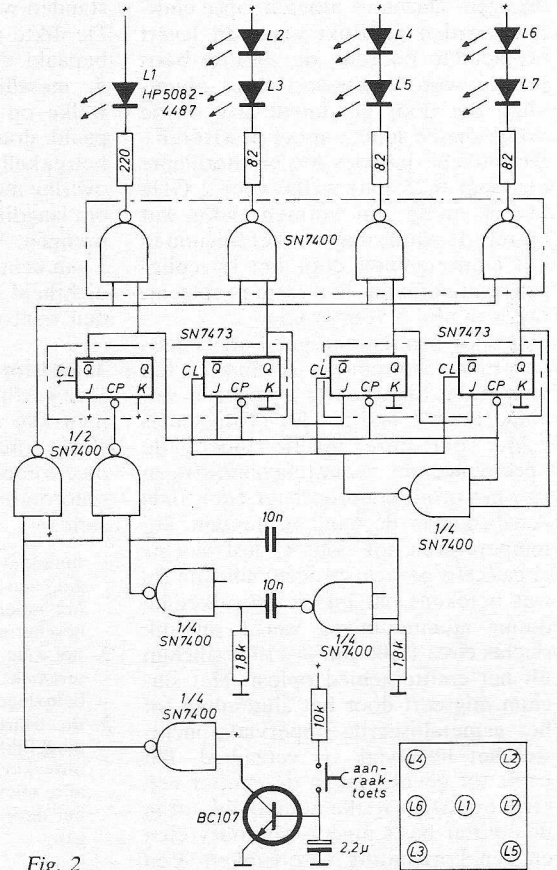 L2
L4
L6
L1
HP5082-
4487
L3
L5
L7
220
82
82
82
SN7400
SN7473
SN7473
CL
+
Q̅ Q
J CP K
CL
Q̅ Q
J CP K
CL
Q̅ Q
J CP K
CL
Q̅ Q
J CP K
+
+
1/2
SN7400
+
1/4
SN7400
10n
10n
1/4
SN7400
1,8k
1/4
SN7400
1,8k
1/4
SN7400
+
+
10k
aan-
raak-
toets
BC107
2,2µ
L4 L2
L6 L1 L7
L3 L5
Fig. 2